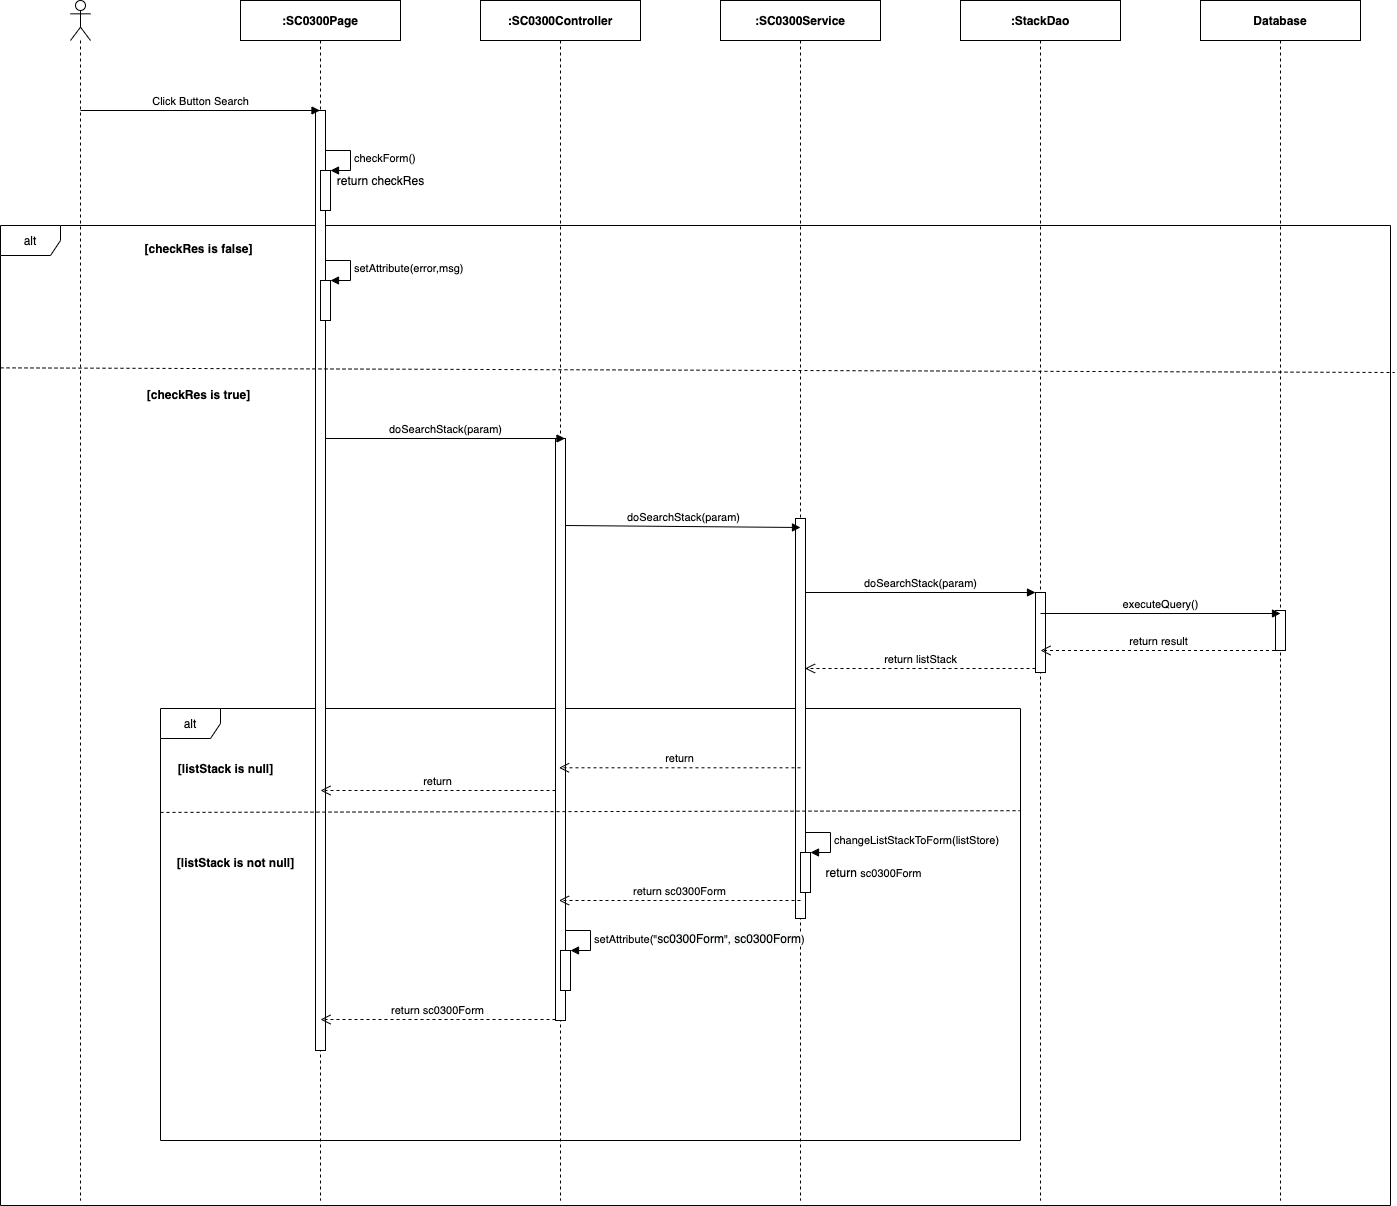 :SC0300Page
:SC0300Controller
:SC0300Service
:StackDao
Database
Click Button Search
checkForm()
return checkRes
alt
[checkRes is false]
setAttribute(error,msg)
[checkRes is true]
doSearchStack(param)
doSearchStack(param)
doSearchStack(param)
executeQuery()
return result
return listStack
alt
[listStack is null]
return
return
changeListStackToForm(listStore)
[listStack is not null]
return sc0300Form
return sc0300Form
setAttribute("sc0300Form", sc0300Form)
return sc0300Form